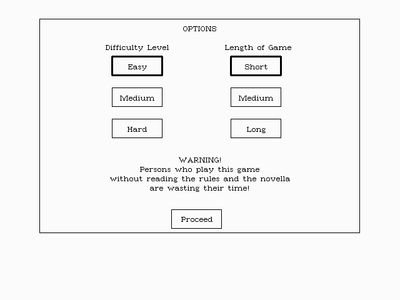 OPTIONS
Difficulty Level Length of Game
Easy Short
Medium Medium
Hard Long
WARNING!
Persons who play this game
without reading the rules and the novella
are wasting their time!
Proceed